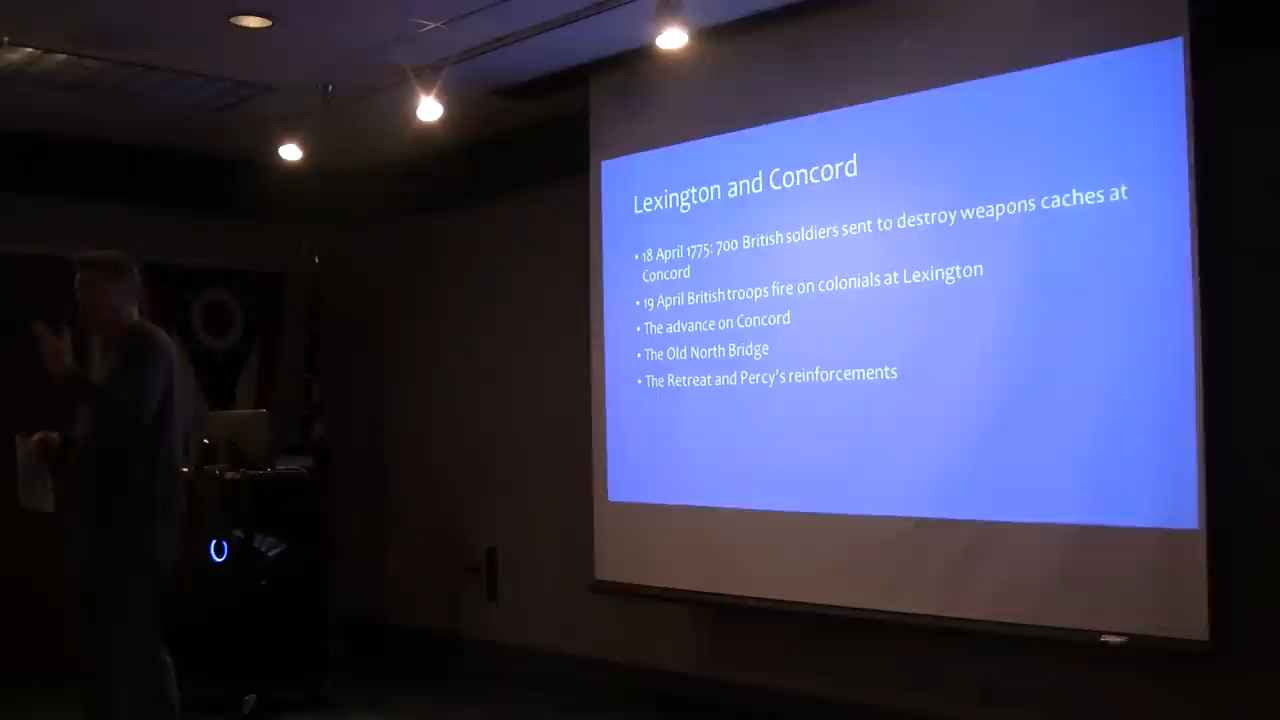 Lexington and Concord
• 18 April 1775: 700 British soldiers sent to destroy weapons caches at
Concord
• 19 April British troops fire on colonials at Lexington
• The advance on Concord
• The Old North Bridge
• The Retreat and Percy's reinforcements